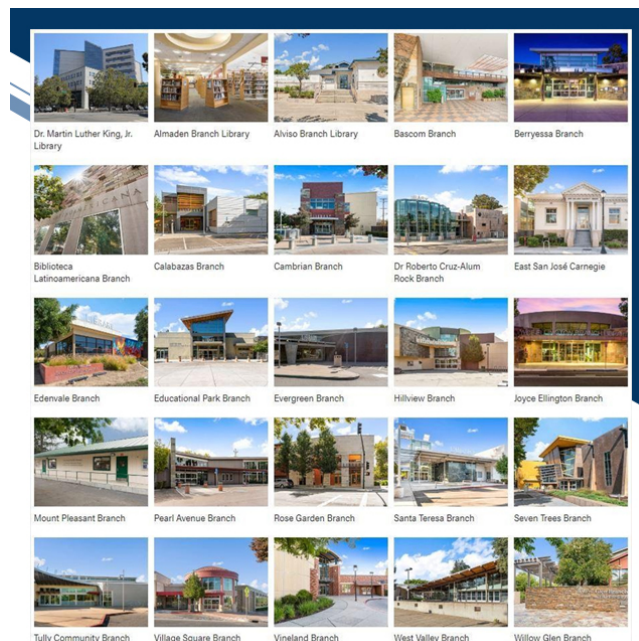 Dr. Martin Luther King, Jr.
Library
Almaden Branch Library
Alviso Branch Library
Bascom Branch
Berryessa Branch
Biblioteca
Latinoamericana Branch
Calabazas Branch
Cambrian Branch
Dr Roberto Cruz-Alum
Rock Branch
East San José Carnegie
Edenvale Branch
Educational Park Branch
Evergreen Branch
Hillview Branch
Joyce Ellington Branch
Mount Pleasant Branch
Pearl Avenue Branch
Rose Garden Branch
Santa Teresa Branch
Seven Trees Branch
Tully Community Branch
Village Square Branch
Vineland Branch
West Valley Branch
Willow Glen Branch